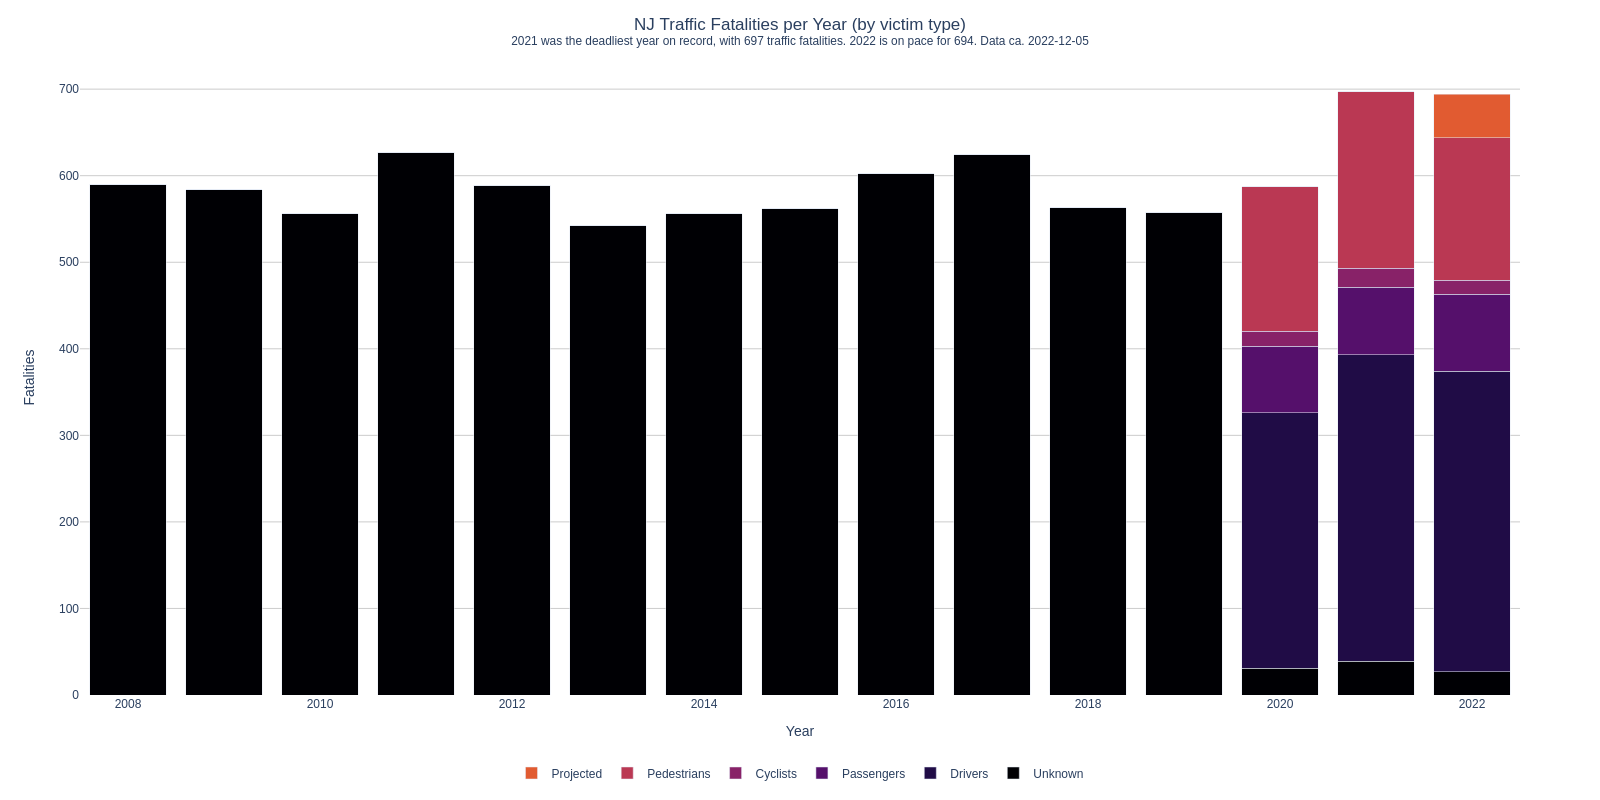 NJ Traffic Fatalities per Year (by victim type)
2021 was the deadliest year on record, with 697 traffic fatalities. 2022 is on pace for 694. Data ca. 2022-12-05
700
600
500
400
300
200
100
0
Fatalities
2008 2010 2012 2014 2016 2018 2020 2022
Year
Projected Pedestrians Cyclists Passengers Drivers Unknown